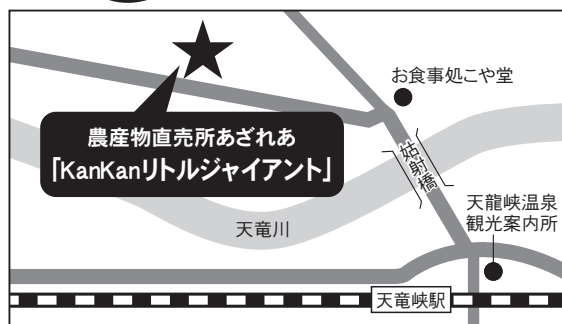 お食事処こや堂
農産物直売所あざれあ
「KanKanリトルジャイアント」
姑射橋
天龍峡温泉
観光案内所
天竜川
天竜峡駅